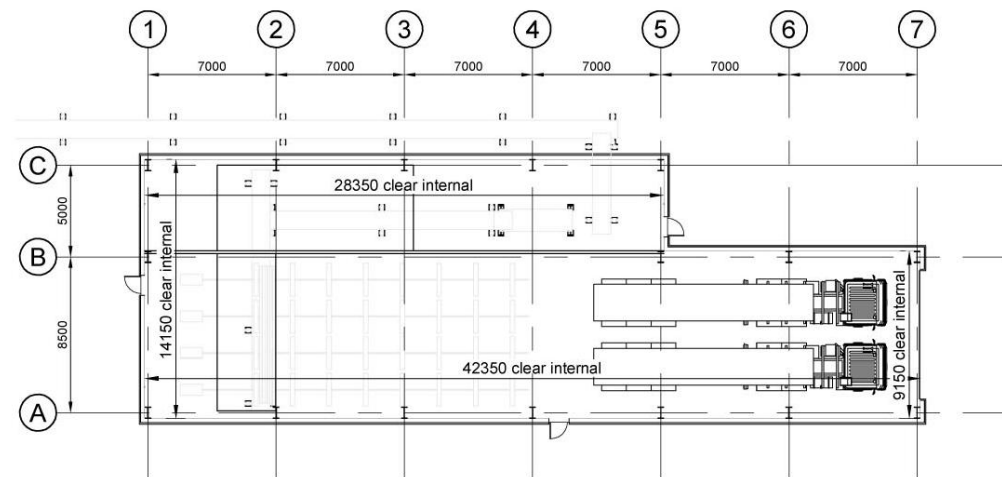 1 2 3 4 5 6 7
7000 7000 7000 7000 7000 7000
C
28350 clear internal
5000
B
14150 clear internal
8500
9150 clear internal
42350 clear internal
A